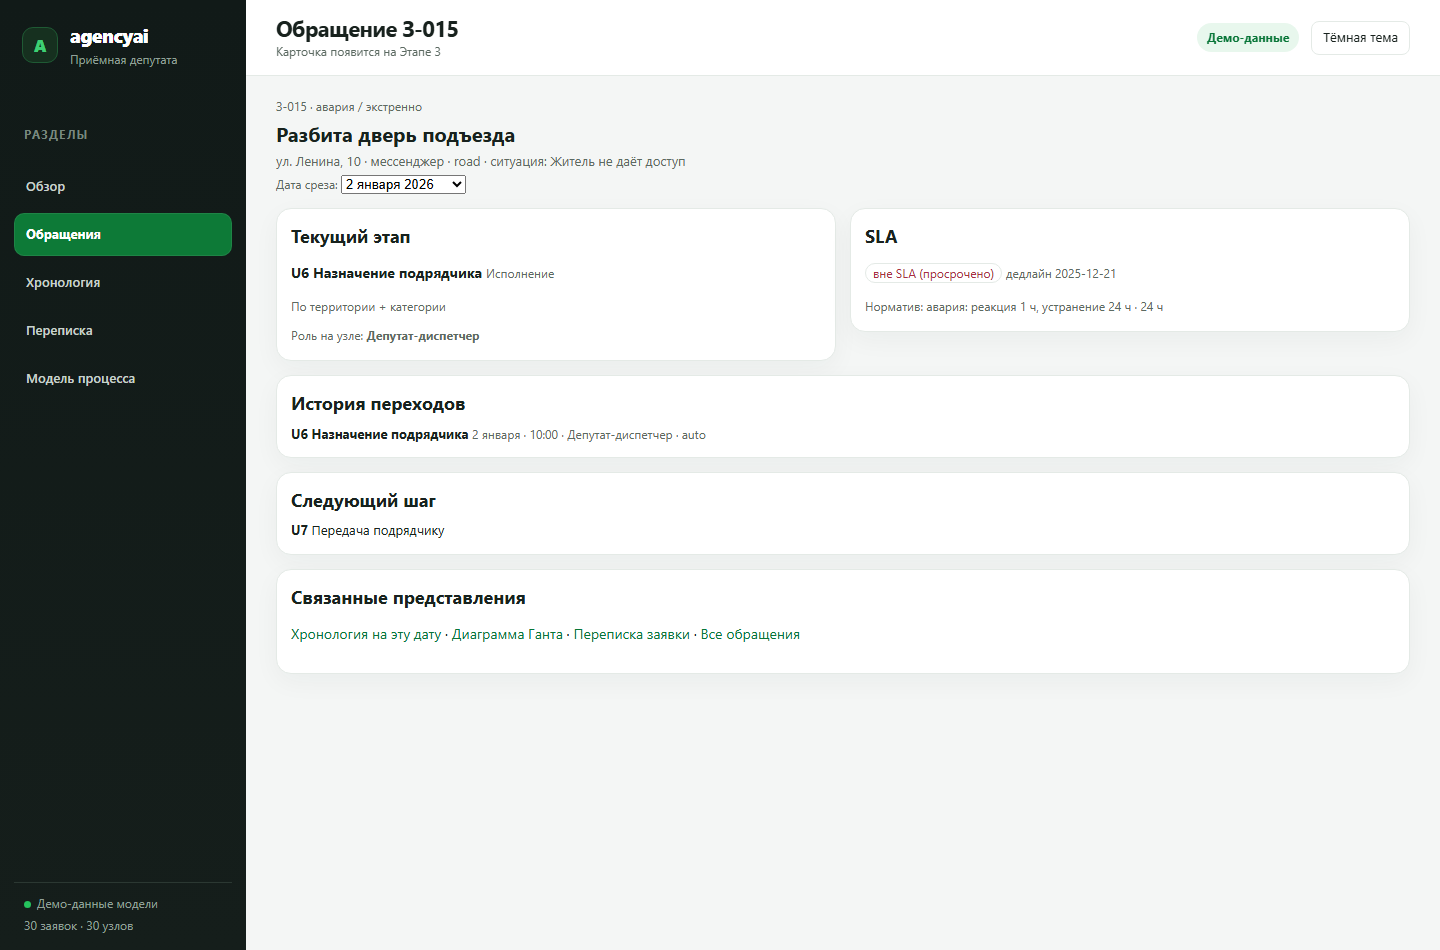 A
agencyai
Приёмная депутата
РАЗДЕЛЫ
Обзор
Обращения
Хронология
Переписка
Модель процесса
Демо-данные модели
30 заявок · 30 узлов
Обращение 3-015
Карточка появится на Этапе 3
Демо-данные
Тёмная тема
3-015 · авария / экстренно
Разбита дверь подъезда
ул. Ленина, 10 · мессенджер · road · ситуация: Житель не даёт доступ
Дата среза: 2 января 2026
Текущий этап
U6 Назначение подрядчика Исполнение
По территории + категории
Роль на узле: Депутат-диспетчер
SLA
вне SLA (просрочено) дедлайн 2025-12-21
Норматив: авария: реакция 1 ч, устранение 24 ч · 24 ч
История переходов
U6 Назначение подрядчика 2 января · 10:00 · Депутат-диспетчер · auto
Следующий шаг
U7 Передача подрядчику
Связанные представления
Хронология на эту дату · Диаграмма Ганта · Переписка заявки · Все обращения